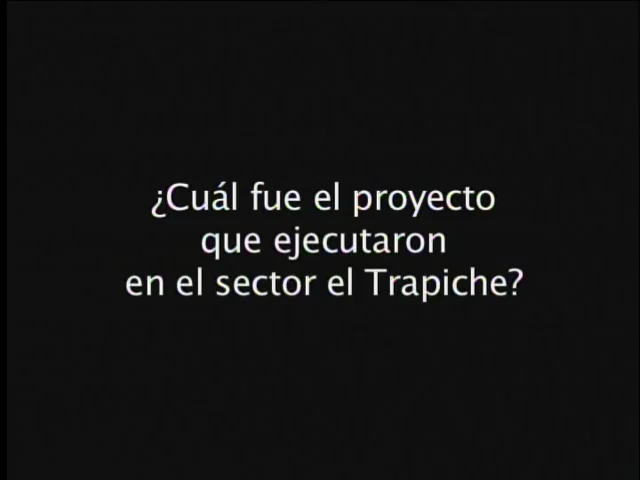 ¿Cuál fue el proyecto
que ejecutaron
en el sector el Trapiche?